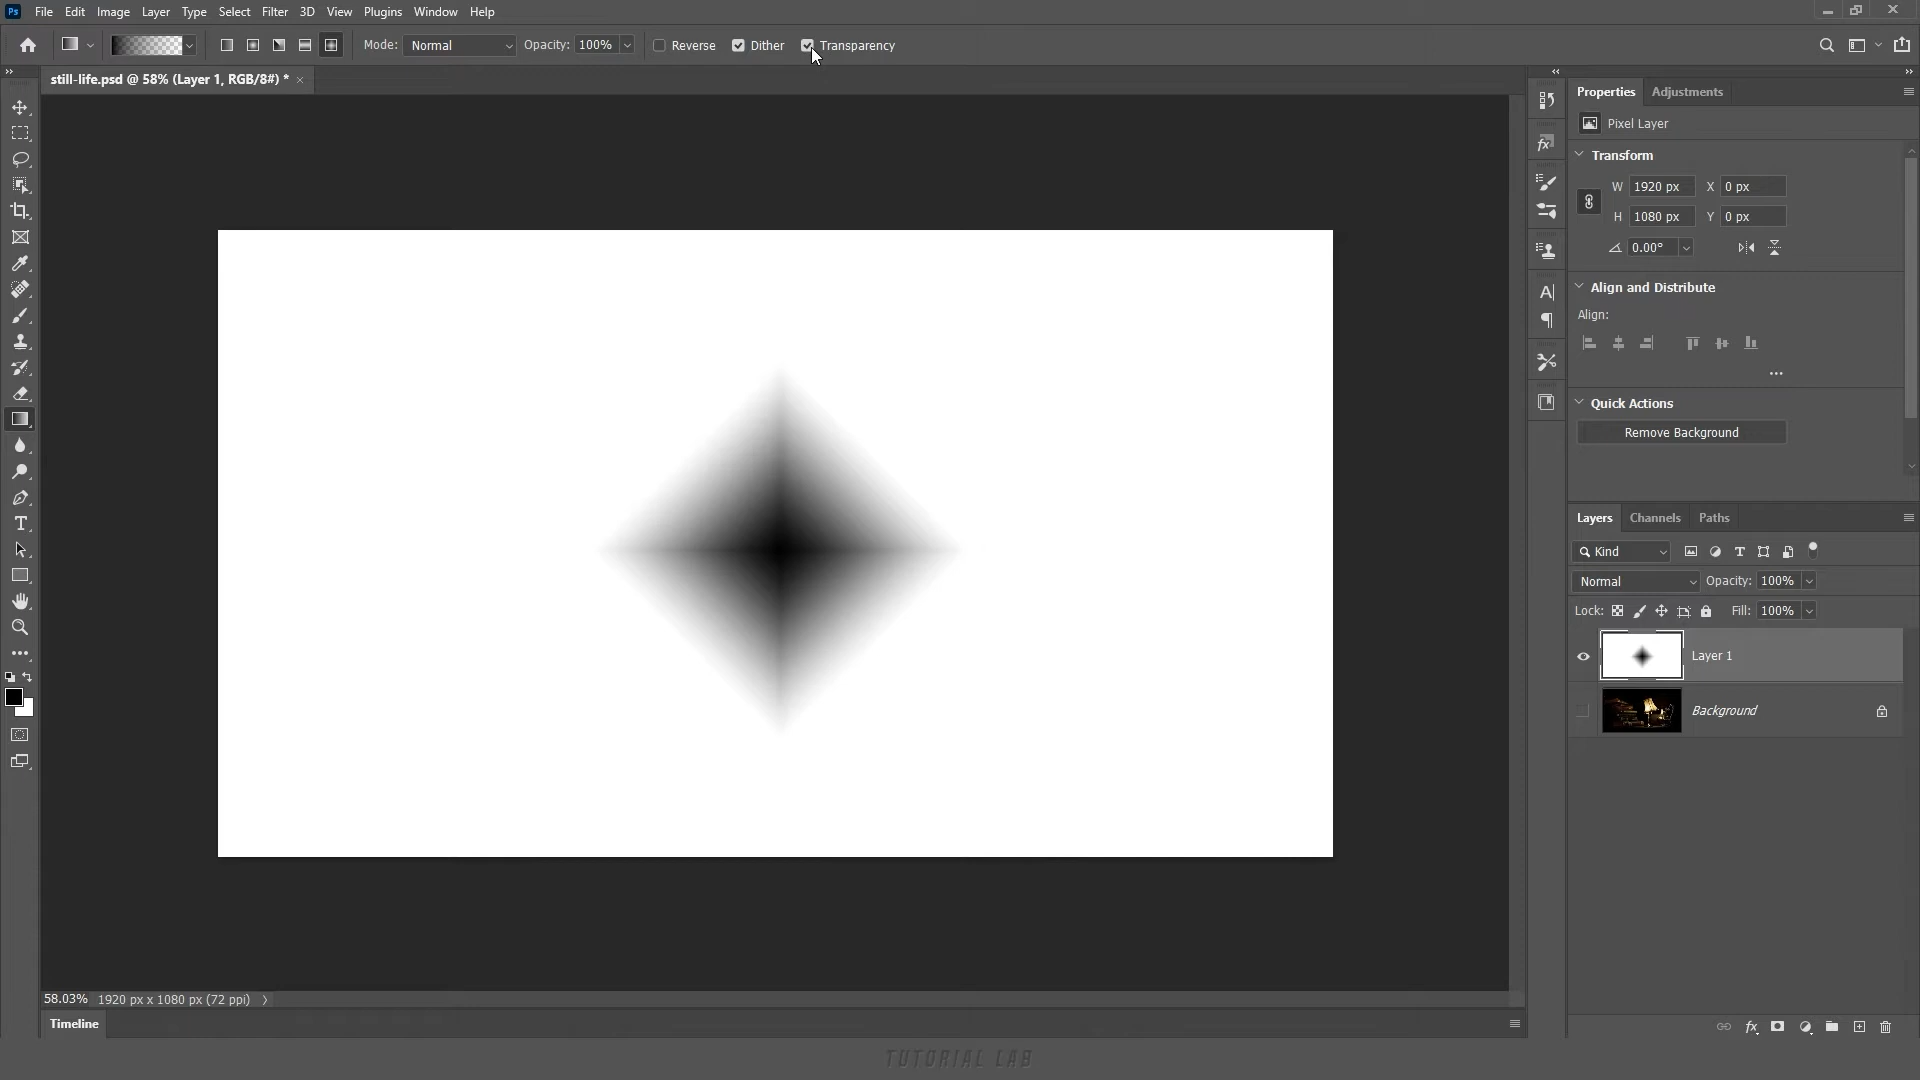 Ps File Edit Image Layer Type Select Filter 3D View Plugins Window Help
Mode: Normal Opacity: 100% Reverse Dither Transparency
still-life.psd @ 58% (Layer 1, RGB/8#) * ×
Properties Adjustments
Pixel Layer
Transform
W 1920 px X 0 px
H 1080 px Y 0 px
0.00°
Align and Distribute
Align:
Quick Actions
Remove Background
Layers Channels Paths
Kind
Normal Opacity: 100%
Lock: Fill: 100%
Layer 1
Background
58.03% 1920 px x 1080 px (72 ppi)
Timeline
TUTORIAL LAB